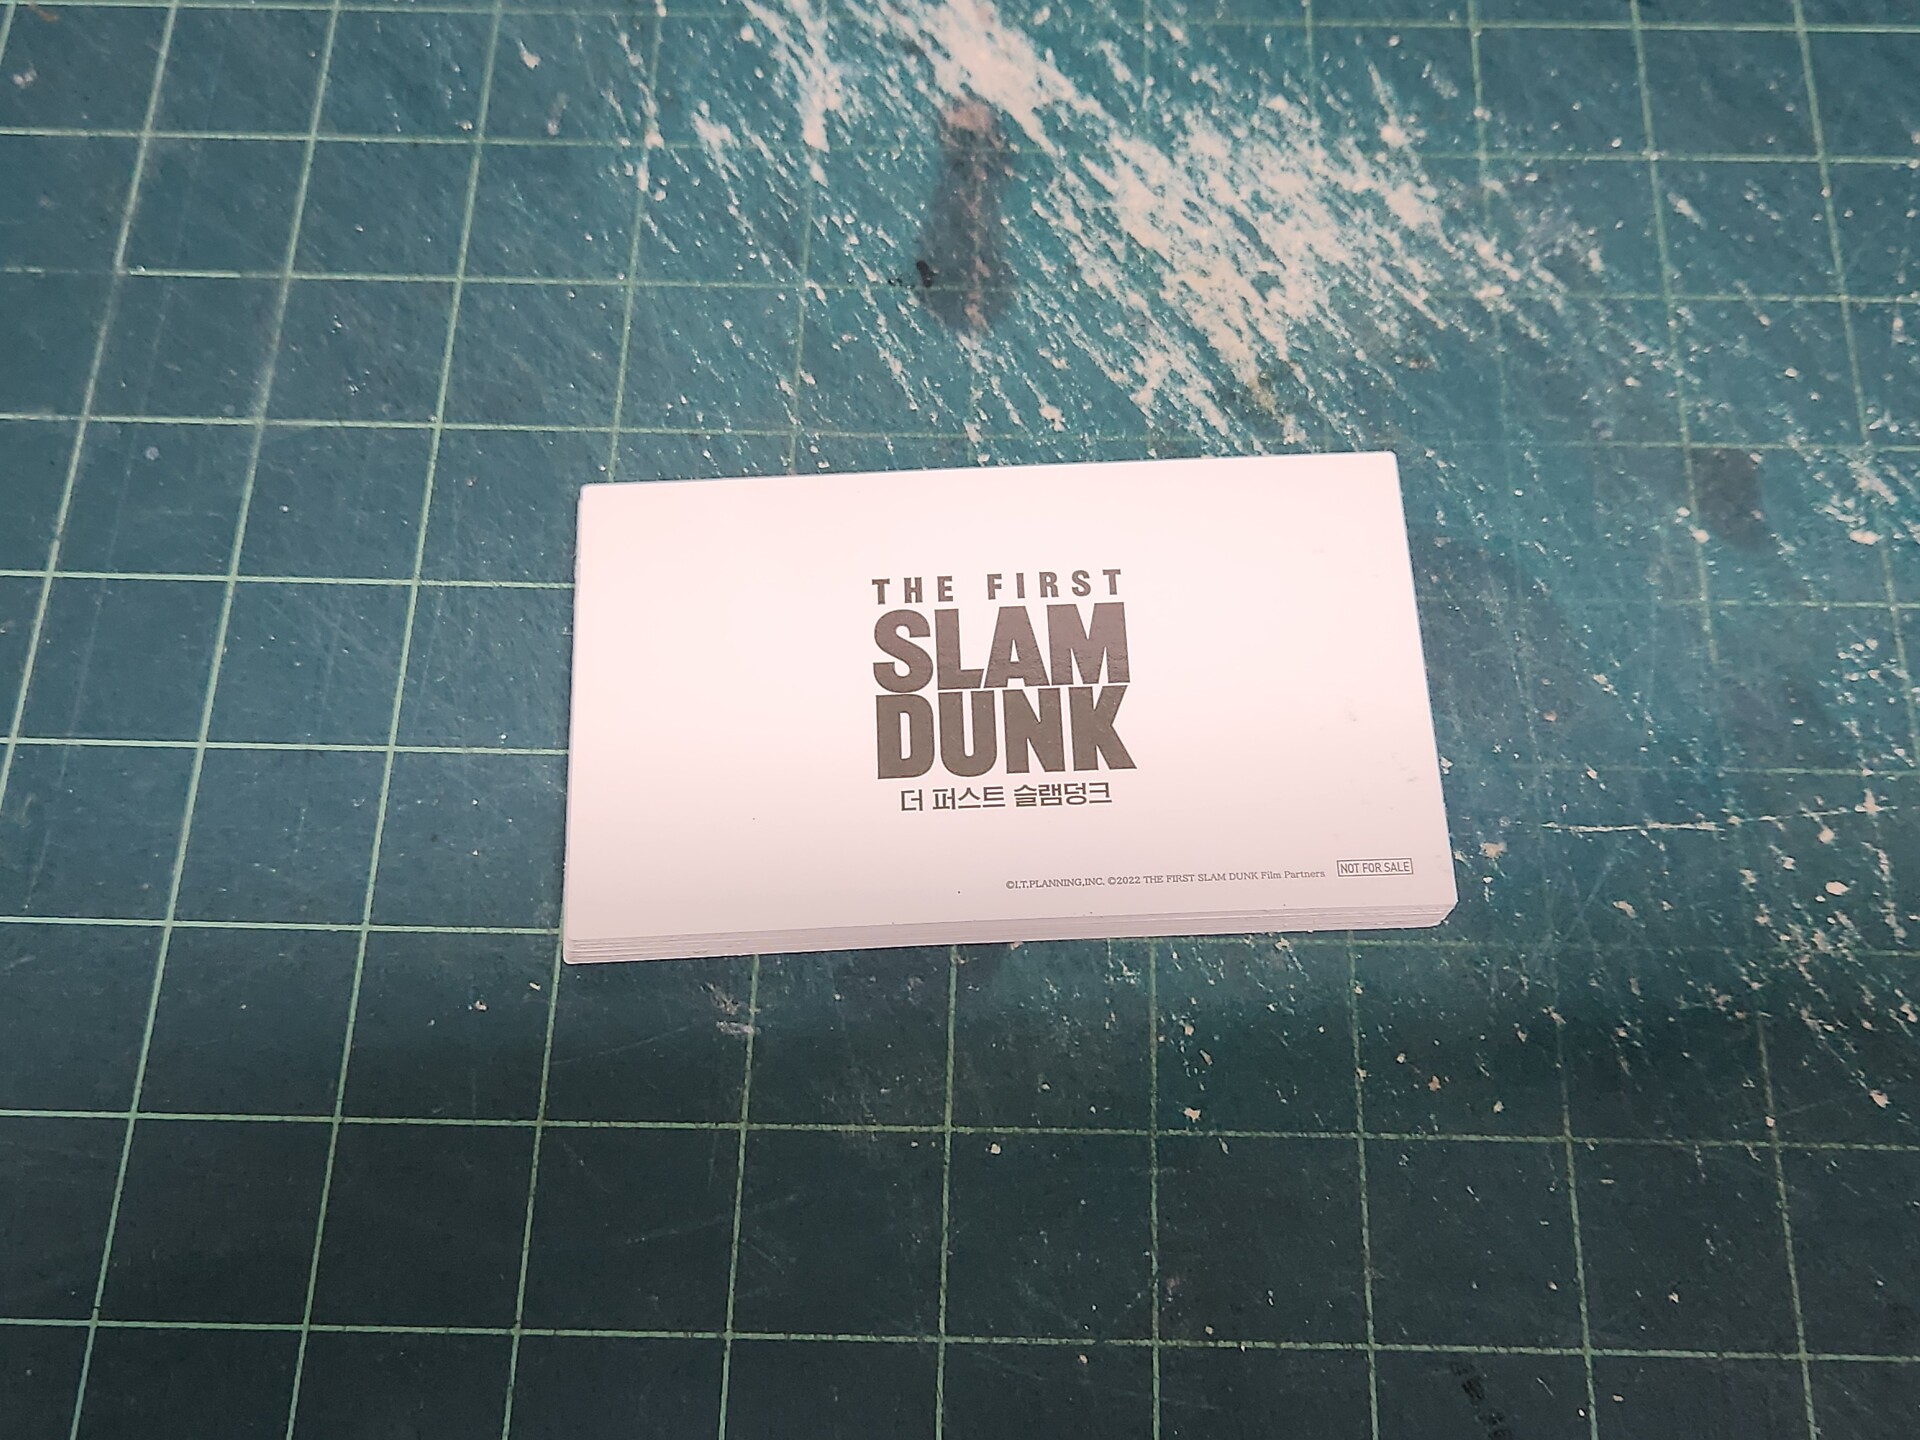 THE FIRST
SLAM
DUNK
더 퍼스트 슬램덩크
©I.T.PLANNING,INC. ©2022 THE FIRST SLAM DUNK Film Partners NOT FOR SALE